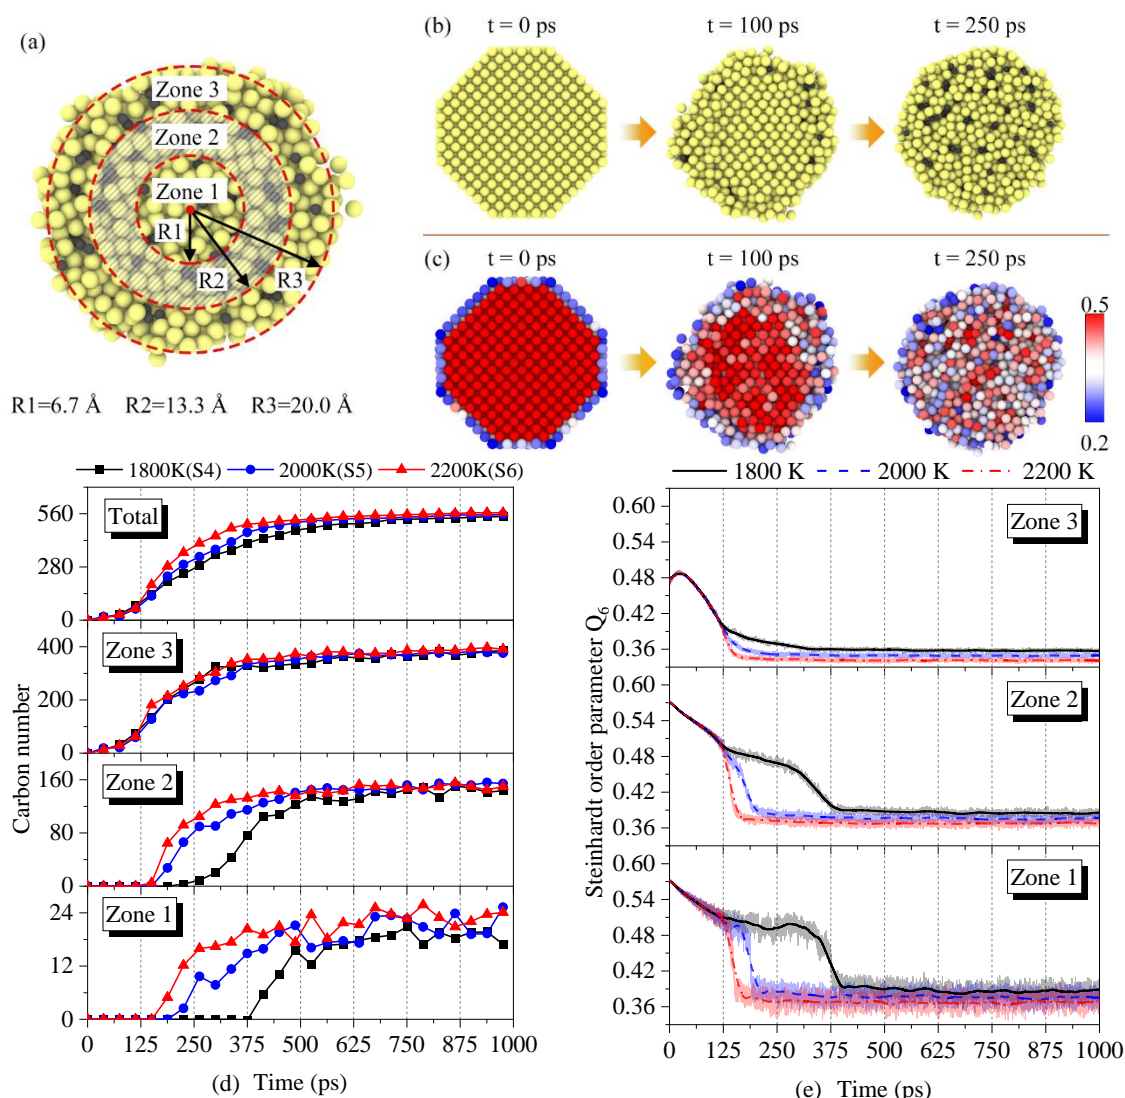 (a)
Zone 3
Zone 2
Zone 1
R1
R2
R3
R1=6.7 Å R2=13.3 Å R3=20.0 Å
(b)
t = 0 ps t = 100 ps t = 250 ps
(c)
t = 0 ps t = 100 ps t = 250 ps
0.5
0.2
1800K(S4) 2000K(S5) 2200K(S6)
Carbon number
Total
560
280
0
Zone 3
400
200
0
Zone 2
160
80
0
Zone 1
24
12
0
0 125 250 375 500 625 750 875 1000
(d) Time (ps)
1800 K 2000 K 2200 K
Steinhardt order parameter Q6
Zone 3
0.60
0.54
0.48
0.42
0.36
Zone 2
0.60
0.54
0.48
0.42
0.36
Zone 1
0.60
0.54
0.48
0.42
0.36
0 125 250 375 500 625 750 875 1000
(e) Time (ps)